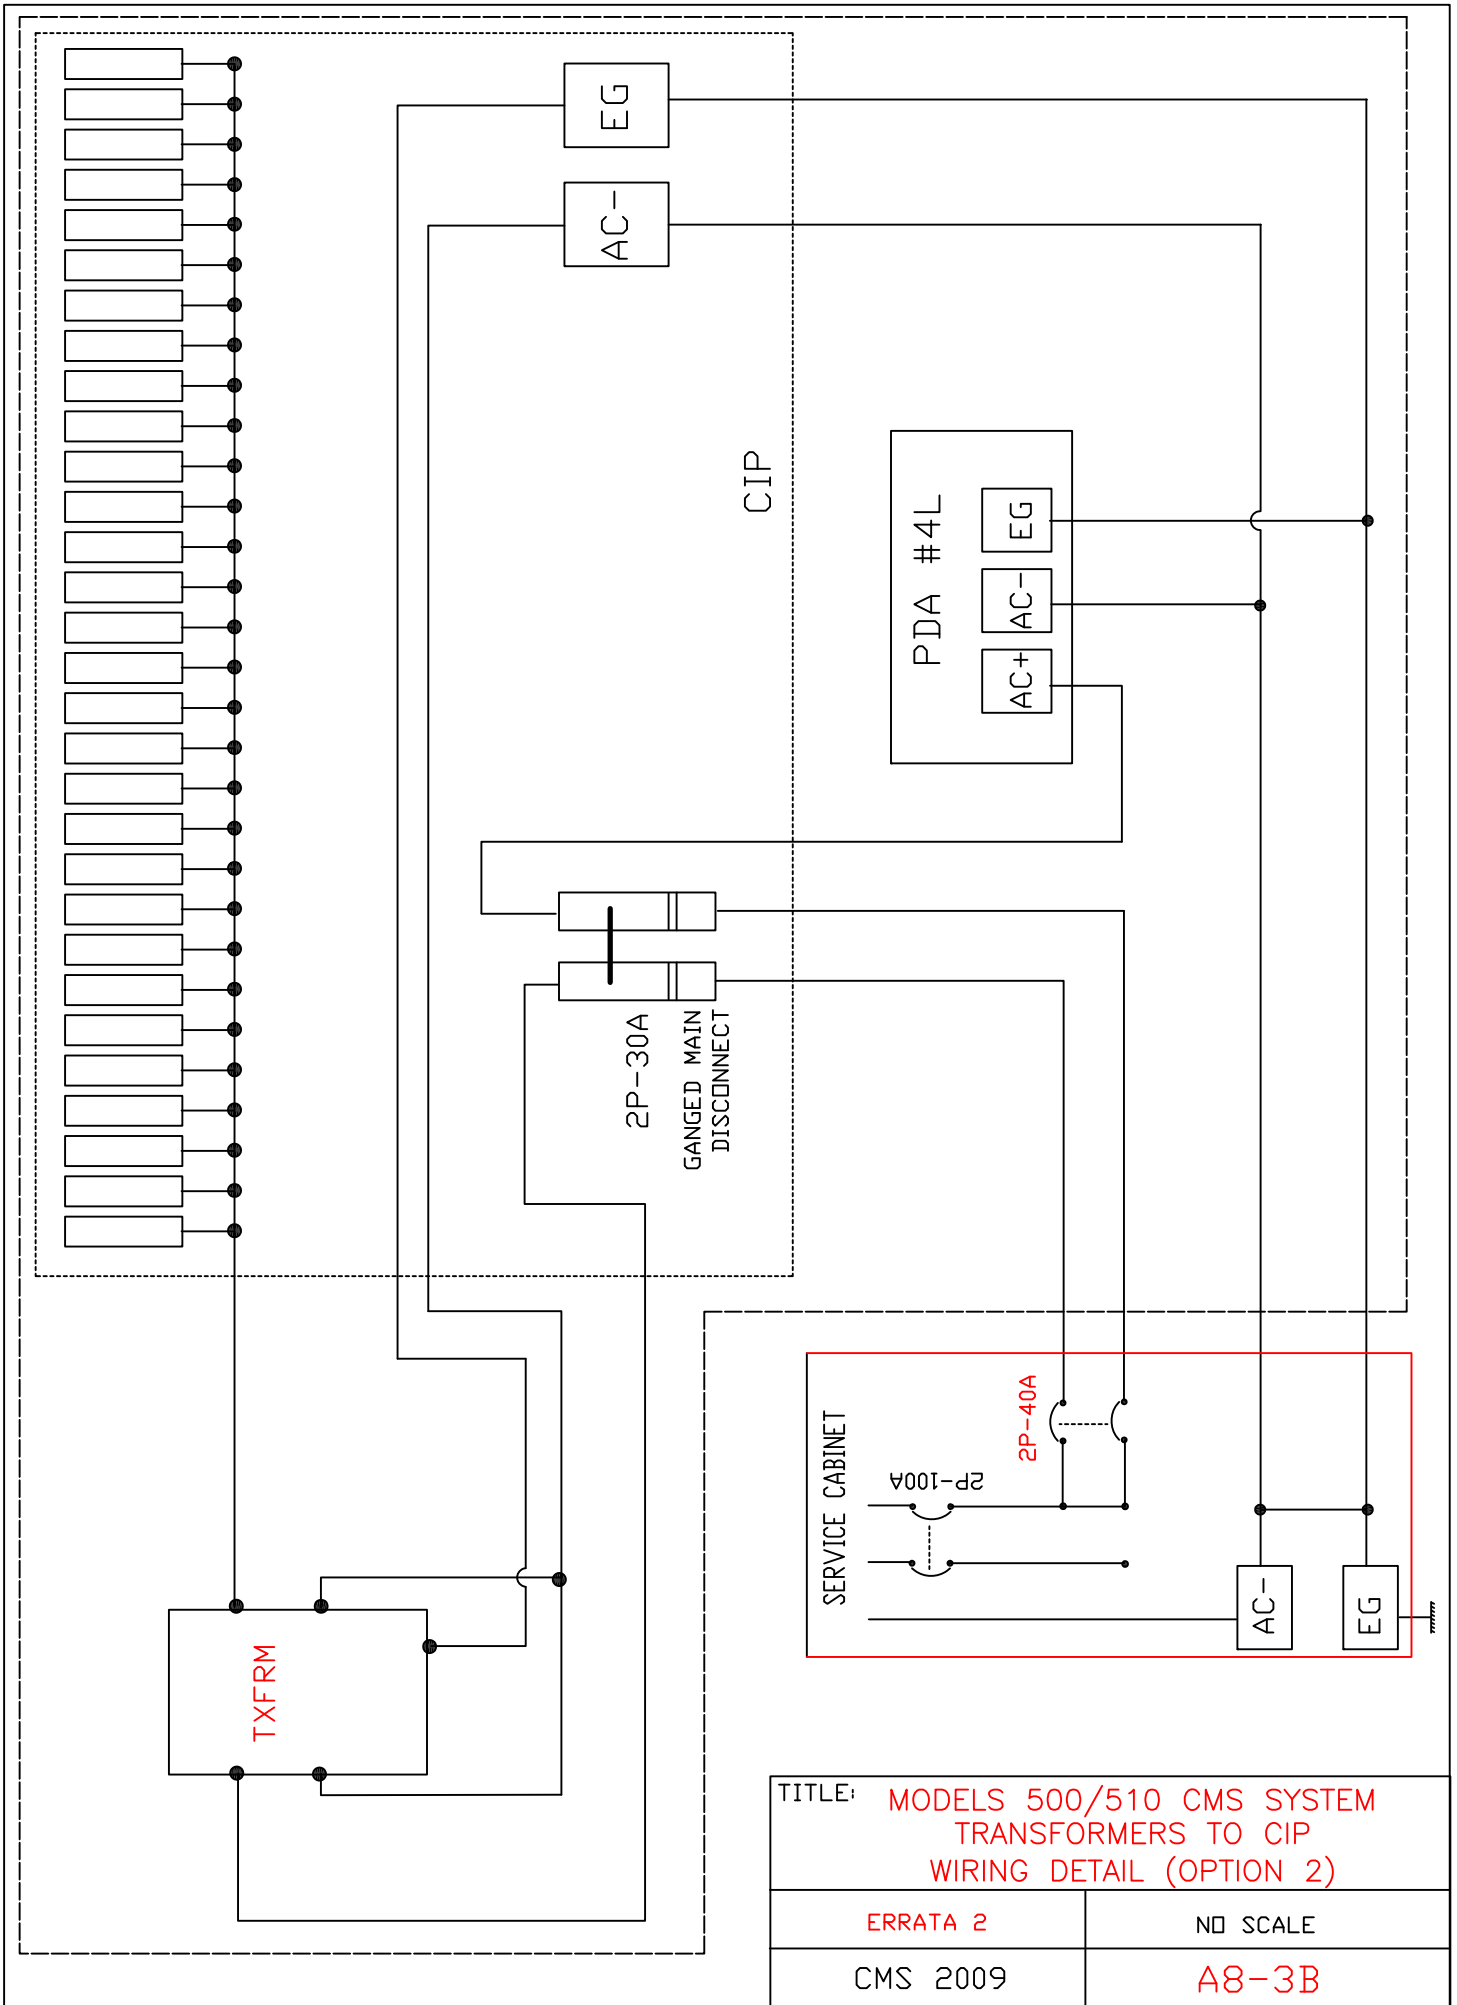 EG
AC-
CIP
PDA #4L
EG
AC-
AC+
2P-30A
GANGED MAIN
DISCONNECT
SERVICE CABINET
2P-100A
2P-40A
AC-
EG
TXFRM
TITLE:
MODELS 500/510 CMS SYSTEM
TRANSFORMERS TO CIP
WIRING DETAIL (OPTION 2)
ERRATA 2
NO SCALE
CMS 2009
A8-3B